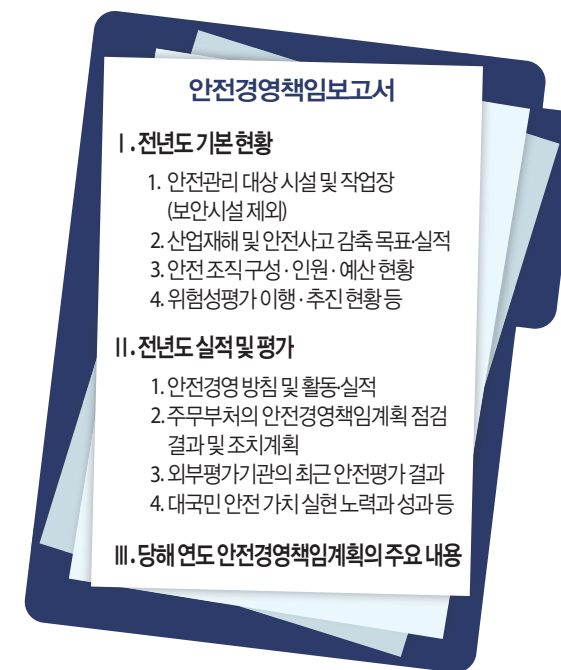 안전경영책임보고서
Ⅰ. 전년도 기본 현황
1. 안전관리 대상 시설 및 작업장
(보안시설 제외)
2. 산업재해 및 안전사고 감축 목표·실적
3. 안전 조직 구성·인원·예산 현황
4. 위험성평가 이행·추진 현황 등
Ⅱ. 전년도 실적 및 평가
1. 안전경영 방침 및 활동·실적
2. 주무부처의 안전경영책임계획 점검
결과 및 조치계획
3. 외부평가기관의 최근 안전평가 결과
4. 대국민 안전 가치 실현 노력과 성과 등
Ⅲ. 당해 연도 안전경영책임계획의 주요 내용